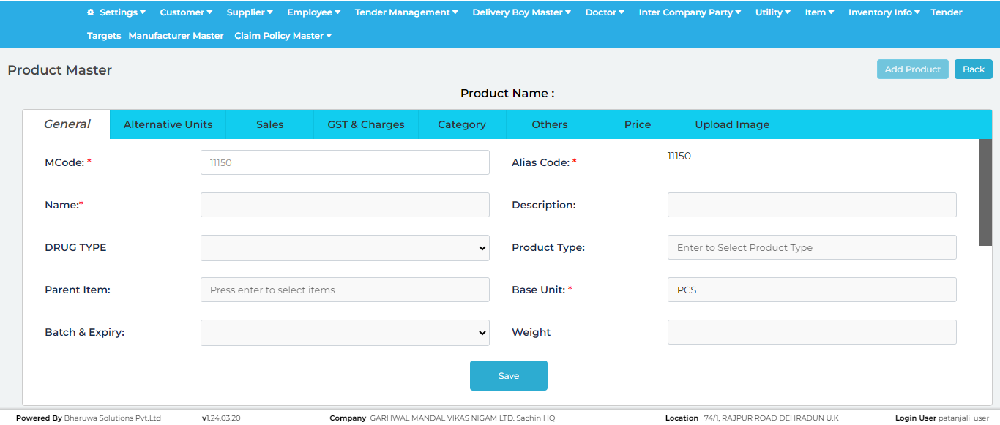 Settings Customer Supplier Employee Tender Management Delivery Boy Master Doctor Inter Company Party Utility Item Inventory Info Tender
Targets Manufacturer Master Claim Policy Master
Product Master Add Product Back
Product Name :
General Alternative Units Sales GST & Charges Category Others Price Upload Image
MCode: * 11150 Alias Code: * 11150
Name:* Description:
DRUG TYPE Product Type: Enter to Select Product Type
Parent Item: Press enter to select items Base Unit: * PCS
Batch & Expiry: Weight
Save
Powered By Bharuwa Solutions Pvt.Ltd v1.24.03.20 Company GARHWAL MANDAL VIKAS NIGAM LTD. Sachin HQ Location 74/1, RAJPUR ROAD DEHRADUN U.K Login User patanjali_user